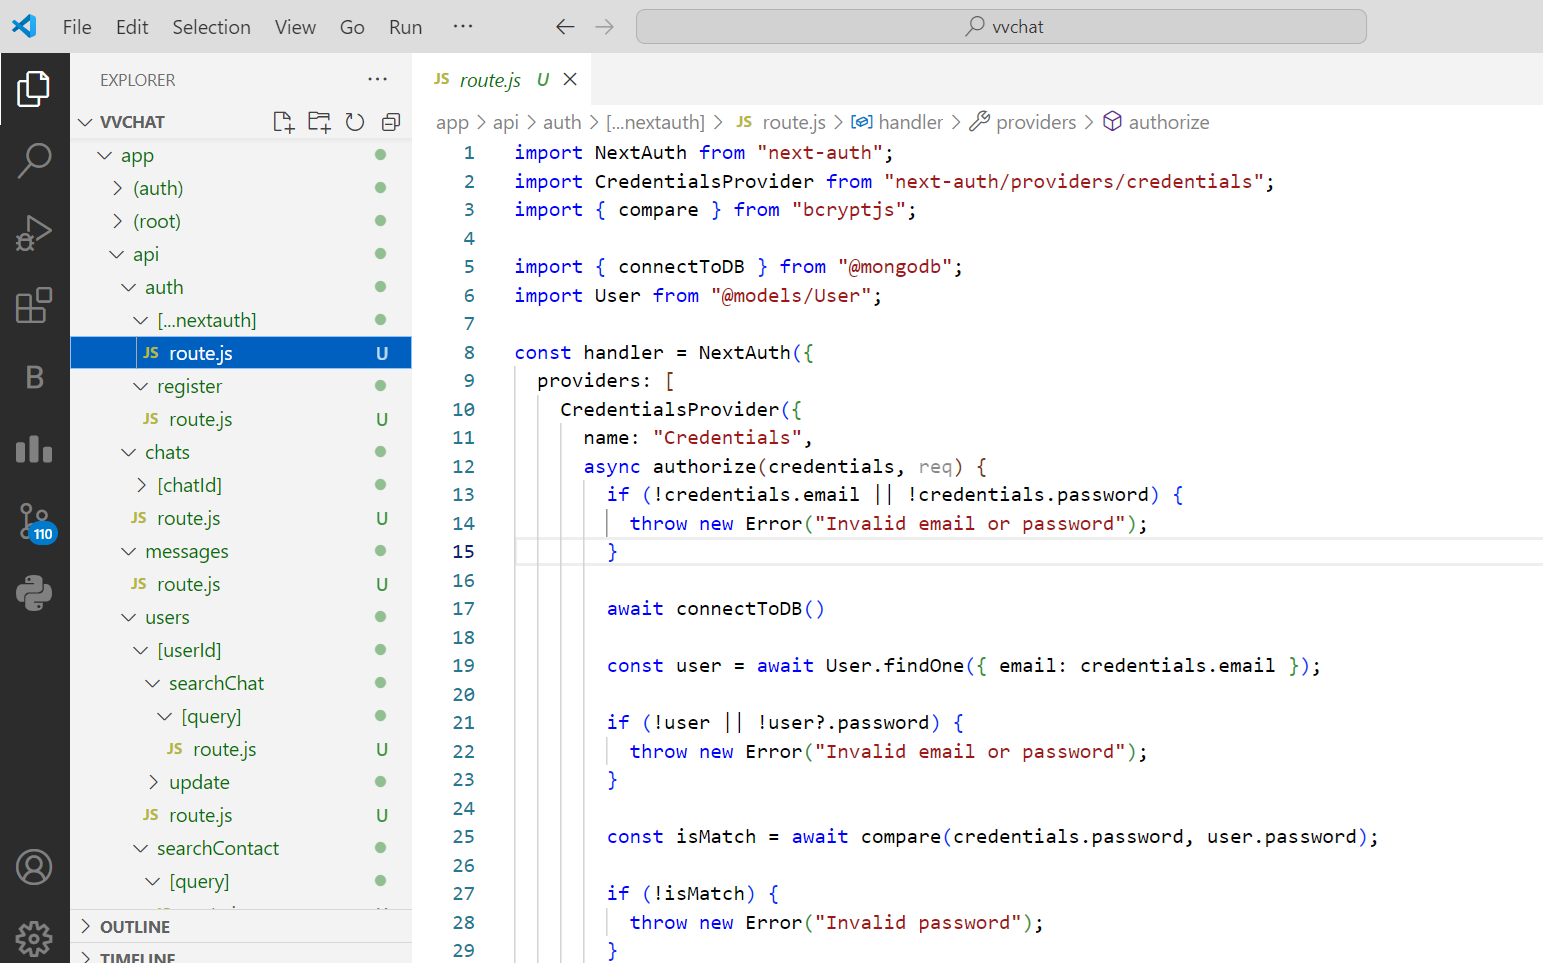 File Edit Selection View Go Run ···
vvchat
EXPLORER ···
VVCHAT
app
(auth)
(root)
api
auth
[...nextauth]
JS route.js U
register
JS route.js U
chats
[chatId]
JS route.js U
messages
JS route.js U
users
[userId]
searchChat
[query]
JS route.js U
update
JS route.js U
searchContact
[query]
OUTLINE
TIMELINE
B
110
JS route.js U
app > api > auth > [...nextauth] > JS route.js > handler > providers > authorize
1 import NextAuth from "next-auth";
2 import CredentialsProvider from "next-auth/providers/credentials";
3 import { compare } from "bcryptjs";
4
5 import { connectToDB } from "@mongodb";
6 import User from "@models/User";
7
8 const handler = NextAuth({
9 providers: [
10 CredentialsProvider({
11 name: "Credentials",
12 async authorize(credentials, req) {
13 if (!credentials.email || !credentials.password) {
14 throw new Error("Invalid email or password");
15 }
16
17 await connectToDB()
18
19 const user = await User.findOne({ email: credentials.email });
20
21 if (!user || !user?.password) {
22 throw new Error("Invalid email or password");
23 }
24
25 const isMatch = await compare(credentials.password, user.password);
26
27 if (!isMatch) {
28 throw new Error("Invalid password");
29 }